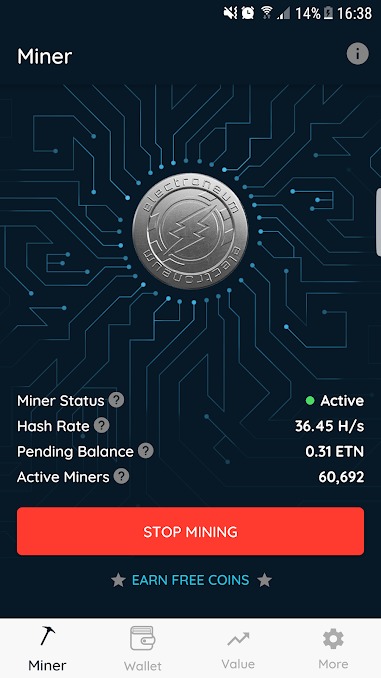 14% 16:38
Miner
electroneum
electroneum
Miner Status ? Active
Hash Rate ? 36.45 H/s
Pending Balance ? 0.31 ETN
Active Miners ? 60,692
STOP MINING
EARN FREE COINS
Miner Wallet Value More